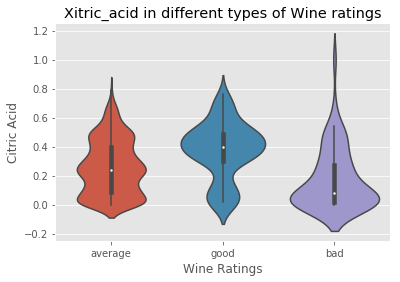 Xitric_acid in different types of Wine ratings
1.2
1.0
0.8
0.6
0.4
0.2
0.0
−0.2
Citric Acid
average good bad
Wine Ratings